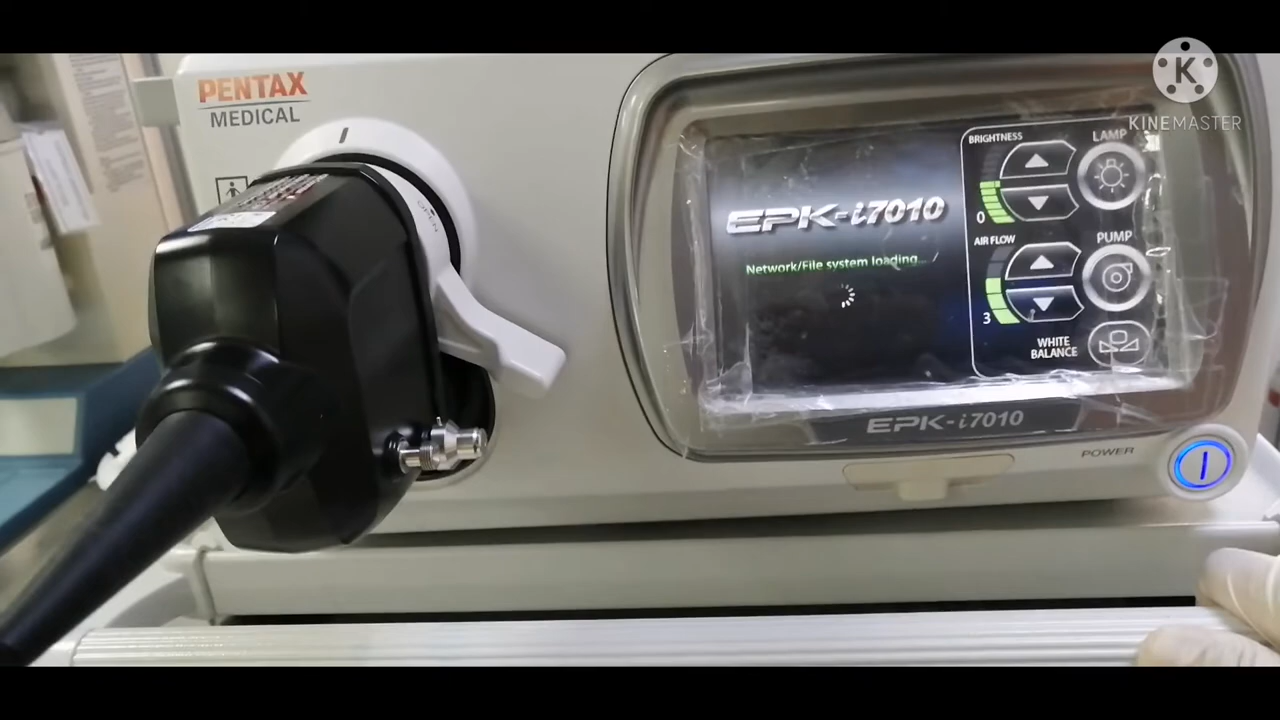 PENTAX
MEDICAL
OPEN
EPK-i7010
Network/File system loading...
BRIGHTNESS
0
LAMP
AIR FLOW
3
PUMP
WHITE
BALANCE
EPK-i7010
POWER
K
KINEMASTER